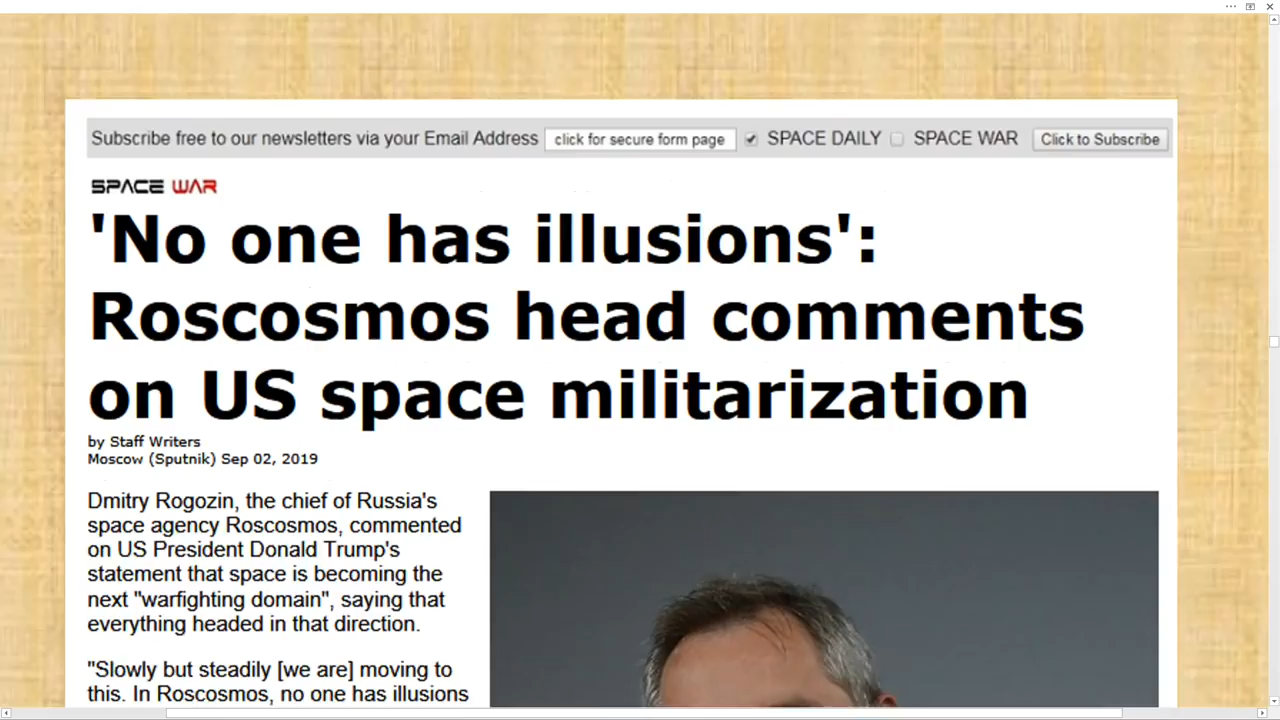 Subscribe free to our newsletters via your Email Address click for secure form page SPACE DAILY SPACE WAR Click to Subscribe
SPACE WAR
'No one has illusions':
Roscosmos head comments
on US space militarization
by Staff Writers
Moscow (Sputnik) Sep 02, 2019
Dmitry Rogozin, the chief of Russia's
space agency Roscosmos, commented
on US President Donald Trump's
statement that space is becoming the
next "warfighting domain", saying that
everything headed in that direction.
"Slowly but steadily [we are] moving to
this. In Roscosmos, no one has illusions